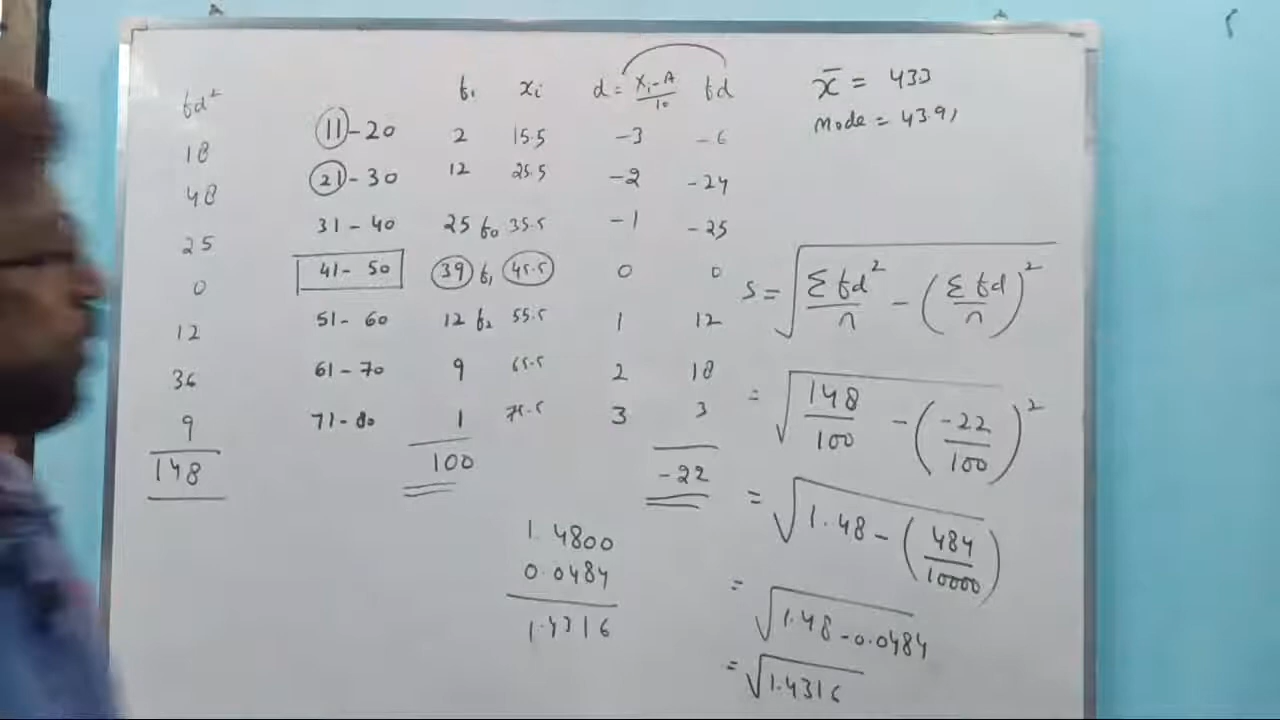 fd² f₁ xᵢ d = (xᵢ-A)/10 fd
18 11-20 2 15.5 -3 -6
48 21-30 12 25.5 -2 -24
25 31-40 25 f₀ 35.5 -1 -25
0 41-50 39 f₁ 45.5 0 0
12 51-60 12 f₂ 55.5 1 12
36 61-70 9 65.5 2 18
9 71-80 1 75.5 3 3
148 100 -22
x̄ = 433
Mode = 43.91
S = √(Σfd²/n - (Σfd/n)²)
= √(148/100 - (-22/100)²)
= √(1.48 - (484/10000))
= √(1.48-0.0484)
= √1.4316
1.4800
0.0484
1.4316